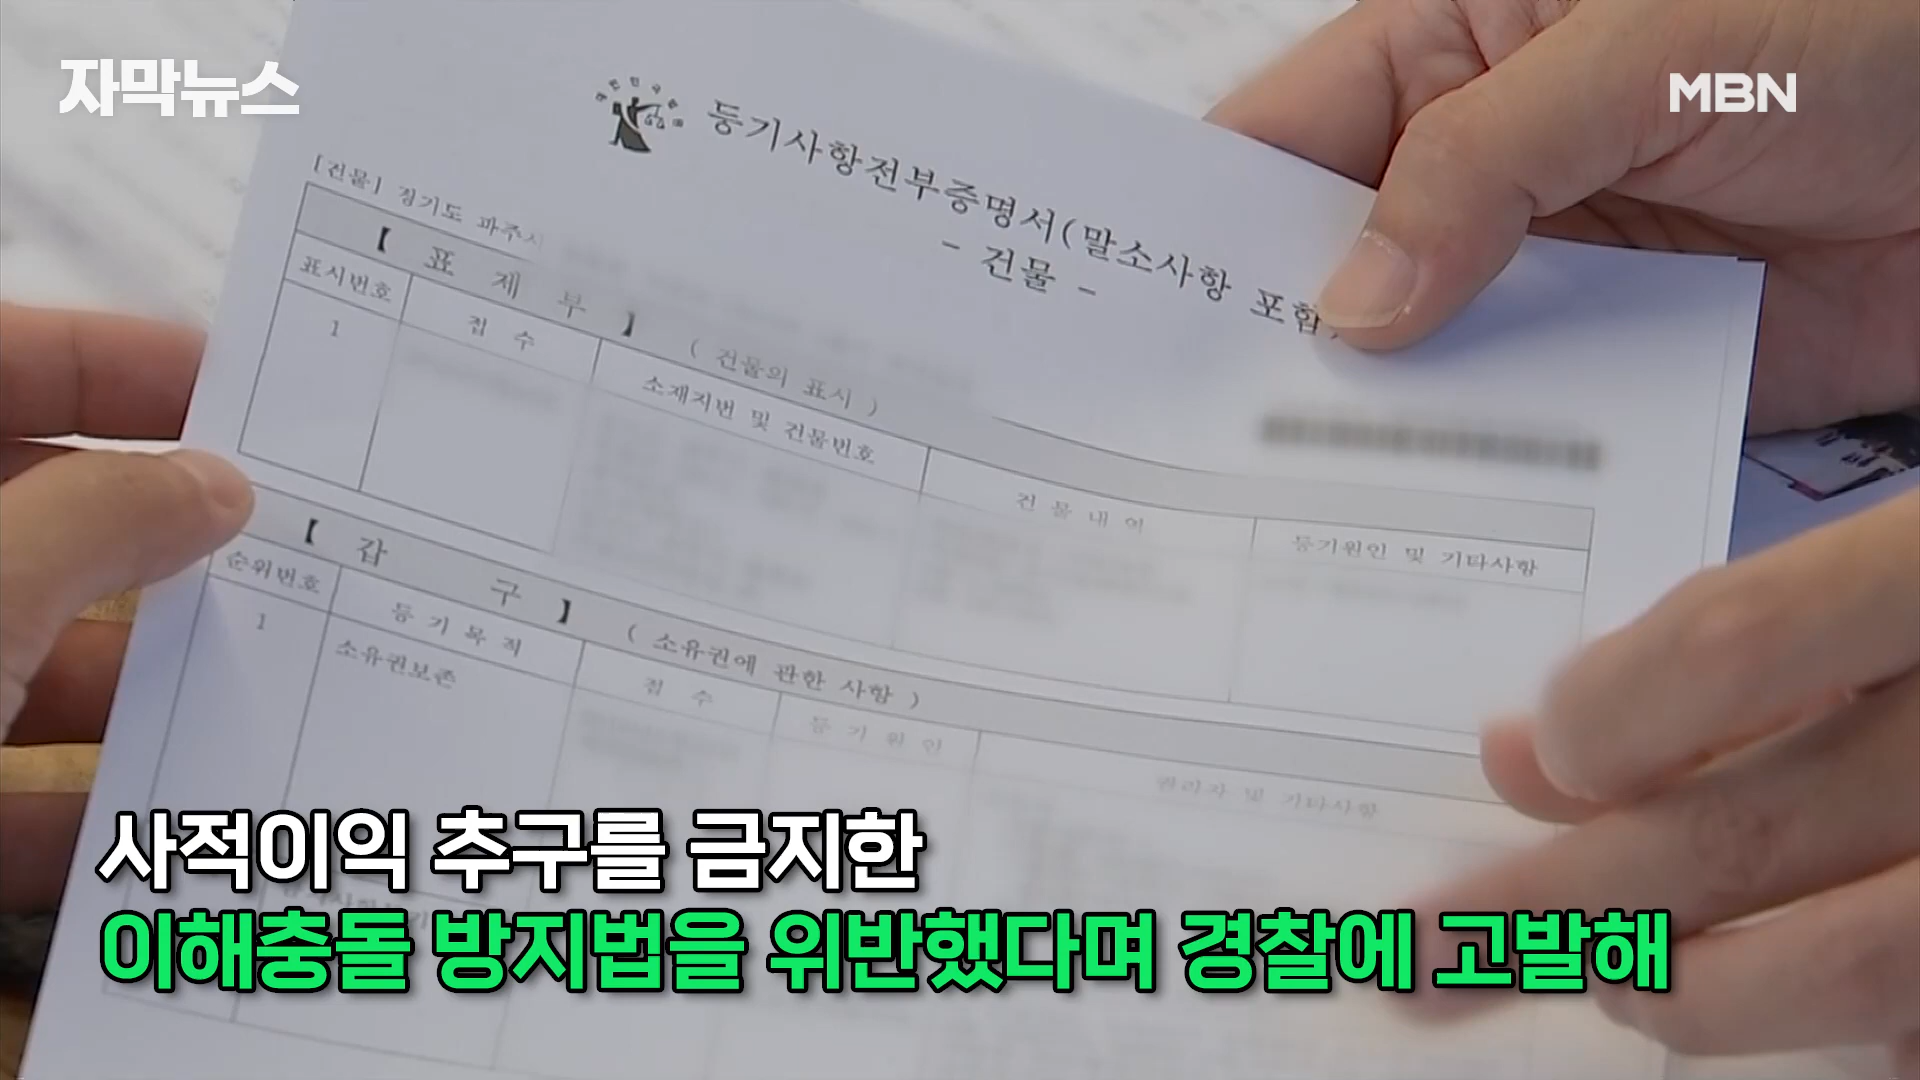 자막뉴스
MBN
등기사항전부증명서(말소사항 포함)
- 건물 -
[건물] 경기도 파주시
【 표 제 부 】 ( 건물의 표시 )
표시번호 접 수 소재지번 및 건물번호 건 물 내 역 등기원인 및 기타사항
1
【 갑 구 】 ( 소유권에 관한 사항 )
순위번호 등 기 목 적 접 수 등 기 원 인 권리자 및 기타사항
1 소유권보존
사적이익 추구를 금지한
이해충돌 방지법을 위반했다며 경찰에 고발해